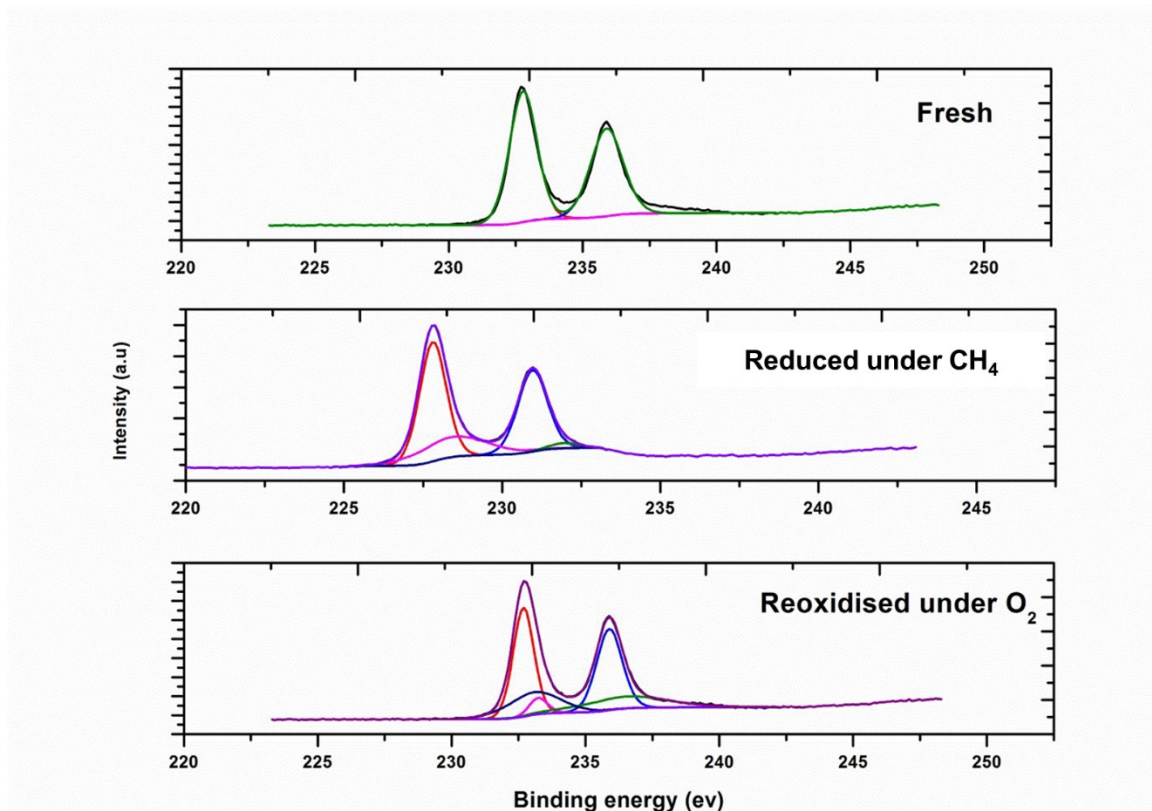 Fresh
220 225 230 235 240 245 250
Reduced under CH₄
220 225 230 235 240 245
Intensity (a.u)
Reoxidised under O₂
220 225 230 235 240 245 250
Binding energy (ev)